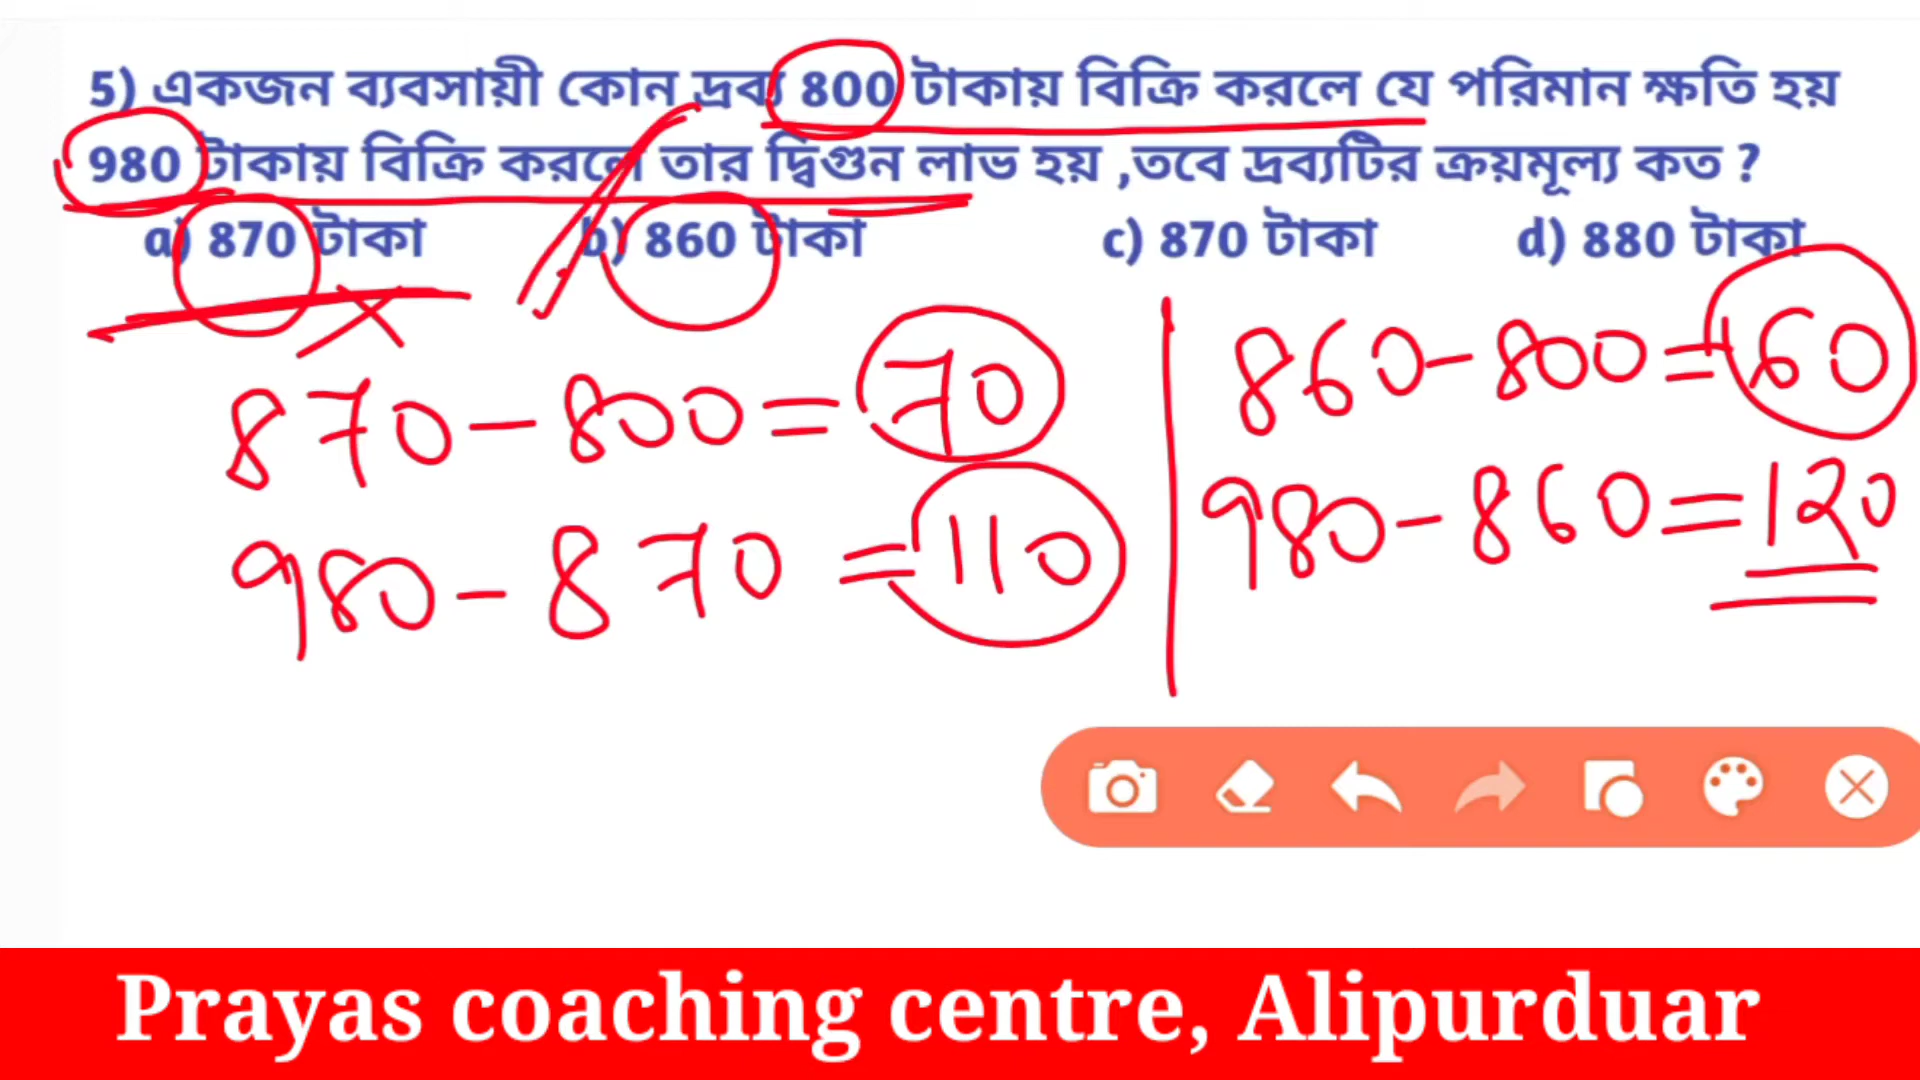 5) একজন ব্যবসায়ী কোন দ্রব্য 800 টাকায় বিক্রি করলে যে পরিমান ক্ষতি হয়
980 টাকায় বিক্রি করলে তার দ্বিগুন লাভ হয় ,তবে দ্রব্যটির ক্রয়মূল্য কত ?
a) 870 টাকা b) 860 টাকা c) 870 টাকা d) 880 টাকা
870-800=70
980-870=110
860-800=60
980-860=120
Prayas coaching centre, Alipurduar